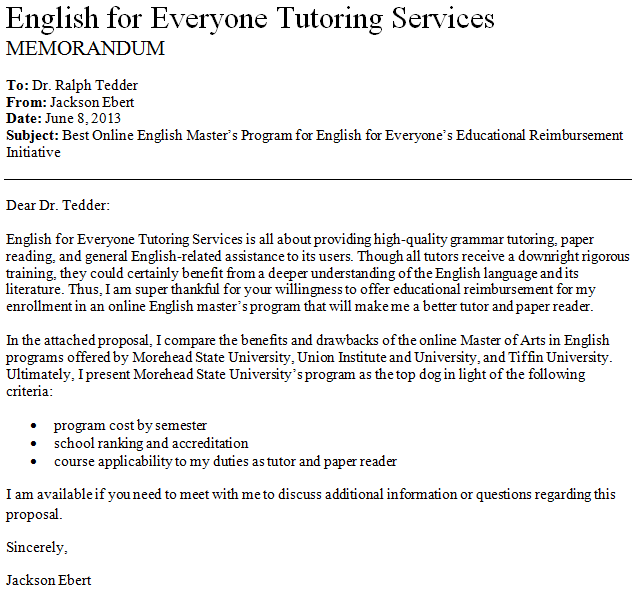 English for Everyone Tutoring Services
MEMORANDUM
To: Dr. Ralph Tedder
From: Jackson Ebert
Date: June 8, 2013
Subject: Best Online English Master's Program for English for Everyone's Educational Reimbursement
Initiative
Dear Dr. Tedder:
English for Everyone Tutoring Services is all about providing high-quality grammar tutoring, paper
reading, and general English-related assistance to its users. Though all tutors receive a downright rigorous
training, they could certainly benefit from a deeper understanding of the English language and its
literature. Thus, I am super thankful for your willingness to offer educational reimbursement for my
enrollment in an online English master's program that will make me a better tutor and paper reader.
In the attached proposal, I compare the benefits and drawbacks of the online Master of Arts in English
programs offered by Morehead State University, Union Institute and University, and Tiffin University.
Ultimately, I present Morehead State University's program as the top dog in light of the following
criteria:
• program cost by semester
• school ranking and accreditation
• course applicability to my duties as tutor and paper reader
I am available if you need to meet with me to discuss additional information or questions regarding this
proposal.
Sincerely,
Jackson Ebert